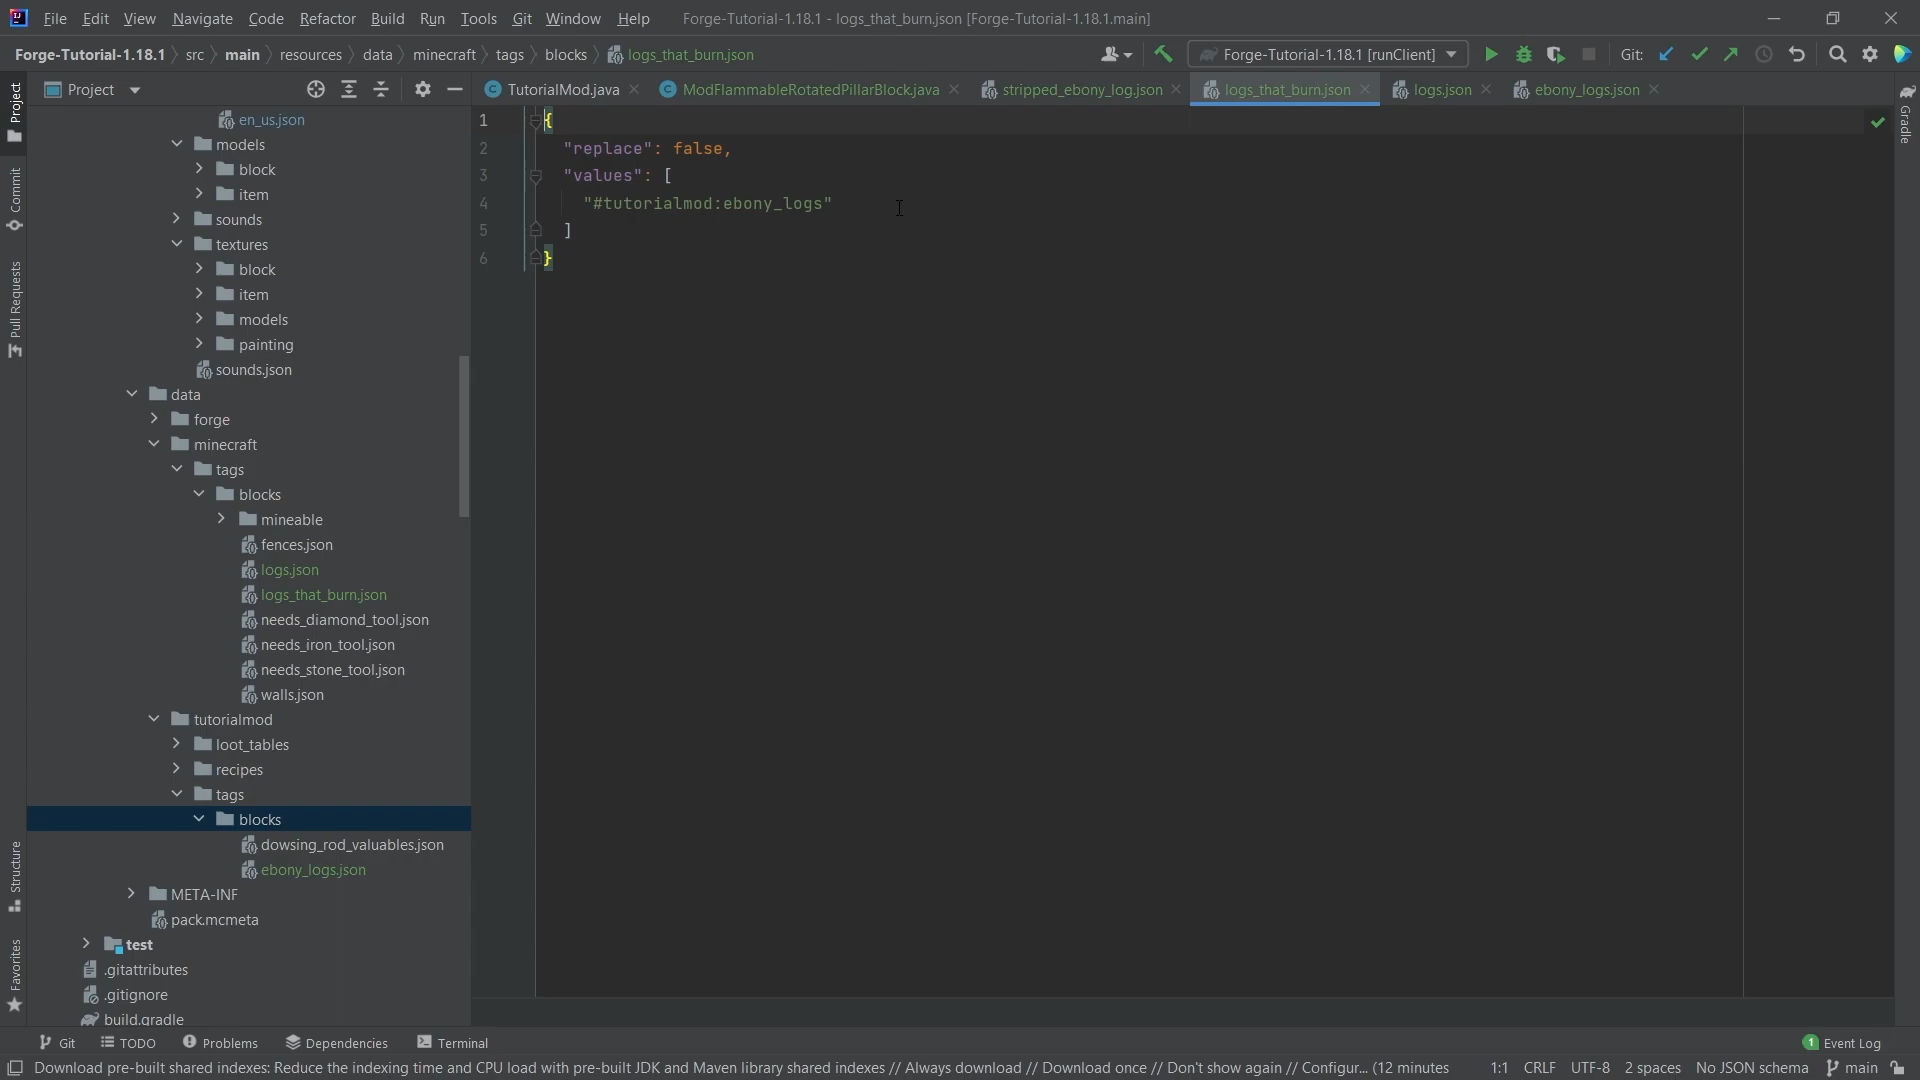 File Edit View Navigate Code Refactor Build Run Tools Git Window Help Forge-Tutorial-1.18.1 - logs_that_burn.json [Forge-Tutorial-1.18.1.main]
Forge-Tutorial-1.18.1 src main resources data minecraft tags blocks logs_that_burn.json Forge-Tutorial-1.18.1 [runClient] Git:
Project TutorialMod.java ModFlammableRotatedPillarBlock.java stripped_ebony_log.json logs_that_burn.json logs.json ebony_logs.json
Project
Commit
Pull Requests
Structure
Favorites
Gradle
en_us.json
models
block
item
sounds
textures
block
item
models
painting
sounds.json
data
forge
minecraft
tags
blocks
mineable
fences.json
logs.json
logs_that_burn.json
needs_diamond_tool.json
needs_iron_tool.json
needs_stone_tool.json
walls.json
tutorialmod
loot_tables
recipes
tags
blocks
dowsing_rod_valuables.json
ebony_logs.json
META-INF
pack.mcmeta
test
.gitattributes
.gitignore
build.gradle
1 {
2 "replace": false,
3 "values": [
4 "#tutorialmod:ebony_logs"
5 ]
6 }
Git TODO Problems Dependencies Terminal 1 Event Log
Download pre-built shared indexes: Reduce the indexing time and CPU load with pre-built JDK and Maven library shared indexes // Always download // Download once // Don't show again // Configur... (12 minutes 1:1 CRLF UTF-8 2 spaces No JSON schema main